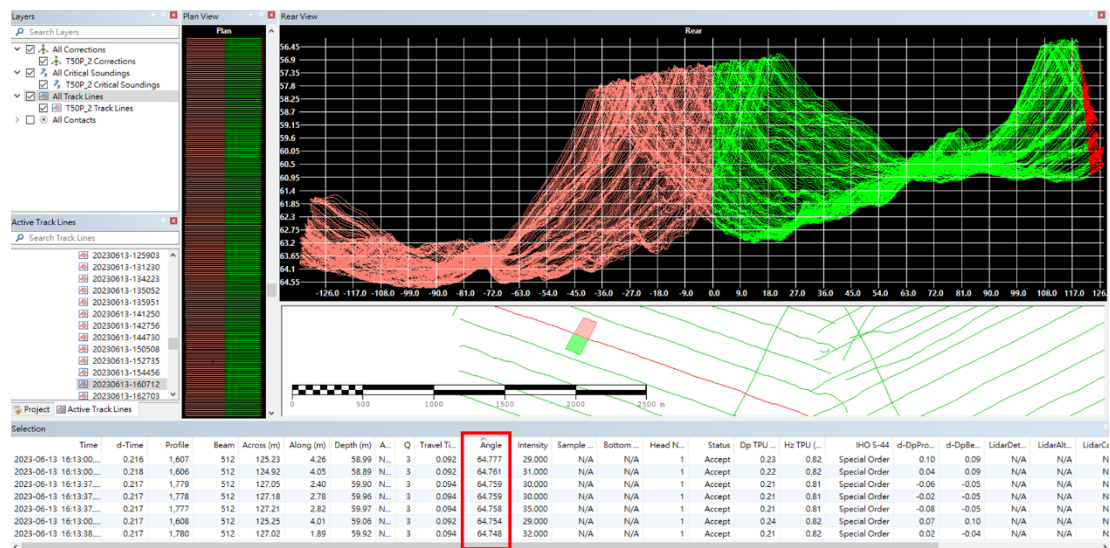 Layers
Search Layers
All Corrections
T50P_2 Corrections
All Critical Soundings
T50P_2 Critical Soundings
All Track Lines
T50P_2 Track Lines
All Contacts
Active Track Lines
Search Track Lines
20230613-125903
20230613-131230
20230613-134223
20230613-135052
20230613-135951
20230613-141250
20230613-142756
20230613-144730
20230613-150508
20230613-152735
20230613-154456
20230613-160712
20230613-162703
Project Active Track Lines
Plan View
Plan
Rear View
Rear
56.45
56.9
57.35
57.8
58.25
58.7
59.15
59.6
60.05
60.5
60.95
61.4
61.85
62.3
62.75
63.2
63.65
64.1
64.55
-126.0 -117.0 -108.0 -99.0 -90.0 -81.0 -72.0 -63.0 -54.0 -45.0 -36.0 -27.0 -18.0 -9.0 0.0 9.0 18.0 27.0 36.0 45.0 54.0 63.0 72.0 81.0 90.0 99.0 108.0 117.0 126.
0 500 1000 1500 2000 2500 m
Selection
Time d-Time Profile Beam Across (m) Along (m) Depth (m) A... Q Travel Ti... Angle Intensity Sample ... Bottom ... Head N... Status Dp TPU ... Hz TPU (... IHO S-44 d-DpPro... d-DpBe... LidarDet... LidarAlt... LidarCo
2023-06-13 16:13:00.... 0.216 1,607 512 125.23 4.26 58.99 N... 3 0.092 64.777 29.000 N/A N/A 1 Accept 0.23 0.82 Special Order 0.10 0.09 N/A N/A N
2023-06-13 16:13:00.... 0.218 1,606 512 124.92 4.05 58.89 N... 3 0.092 64.761 31.000 N/A N/A 1 Accept 0.22 0.82 Special Order 0.04 0.09 N/A N/A N
2023-06-13 16:13:37.... 0.217 1,779 512 127.05 2.40 59.90 N... 3 0.094 64.759 30.000 N/A N/A 1 Accept 0.21 0.81 Special Order -0.06 -0.05 N/A N/A N
2023-06-13 16:13:37.... 0.217 1,778 512 127.18 2.78 59.96 N... 3 0.094 64.759 30.000 N/A N/A 1 Accept 0.21 0.81 Special Order -0.02 -0.05 N/A N/A N
2023-06-13 16:13:37.... 0.217 1,777 512 127.21 2.82 59.97 N... 3 0.094 64.758 35.000 N/A N/A 1 Accept 0.21 0.81 Special Order -0.08 -0.05 N/A N/A N
2023-06-13 16:13:00.... 0.217 1,608 512 125.25 4.01 59.06 N... 3 0.092 64.754 29.000 N/A N/A 1 Accept 0.24 0.82 Special Order 0.07 0.10 N/A N/A N
2023-06-13 16:13:38.... 0.217 1,780 512 127.02 1.89 59.92 N... 3 0.094 64.748 32.000 N/A N/A 1 Accept 0.21 0.82 Special Order 0.02 -0.04 N/A N/A N